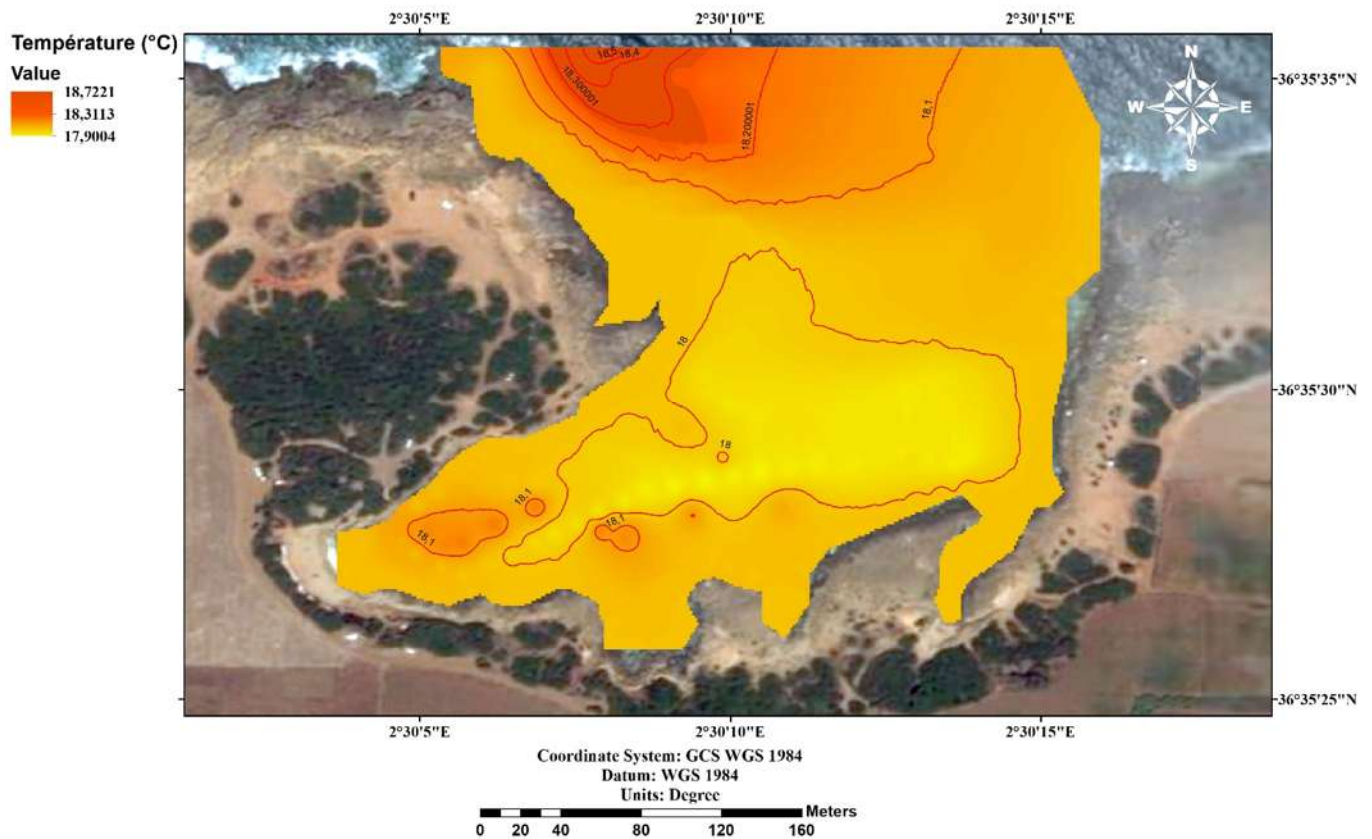 2°30'5"E 2°30'10"E 2°30'15"E
Température (°C)
Value
18,7221
18,3113
17,9004
18,5 18,4
18,300001
18,200001
18,1
N
W E
S
36°35'35"N
18
36°35'30"N
18
18,1
18,1
18,1
36°35'25"N
2°30'5"E 2°30'10"E 2°30'15"E
Coordinate System: GCS WGS 1984
Datum: WGS 1984
Units: Degree
Meters
0 20 40 80 120 160